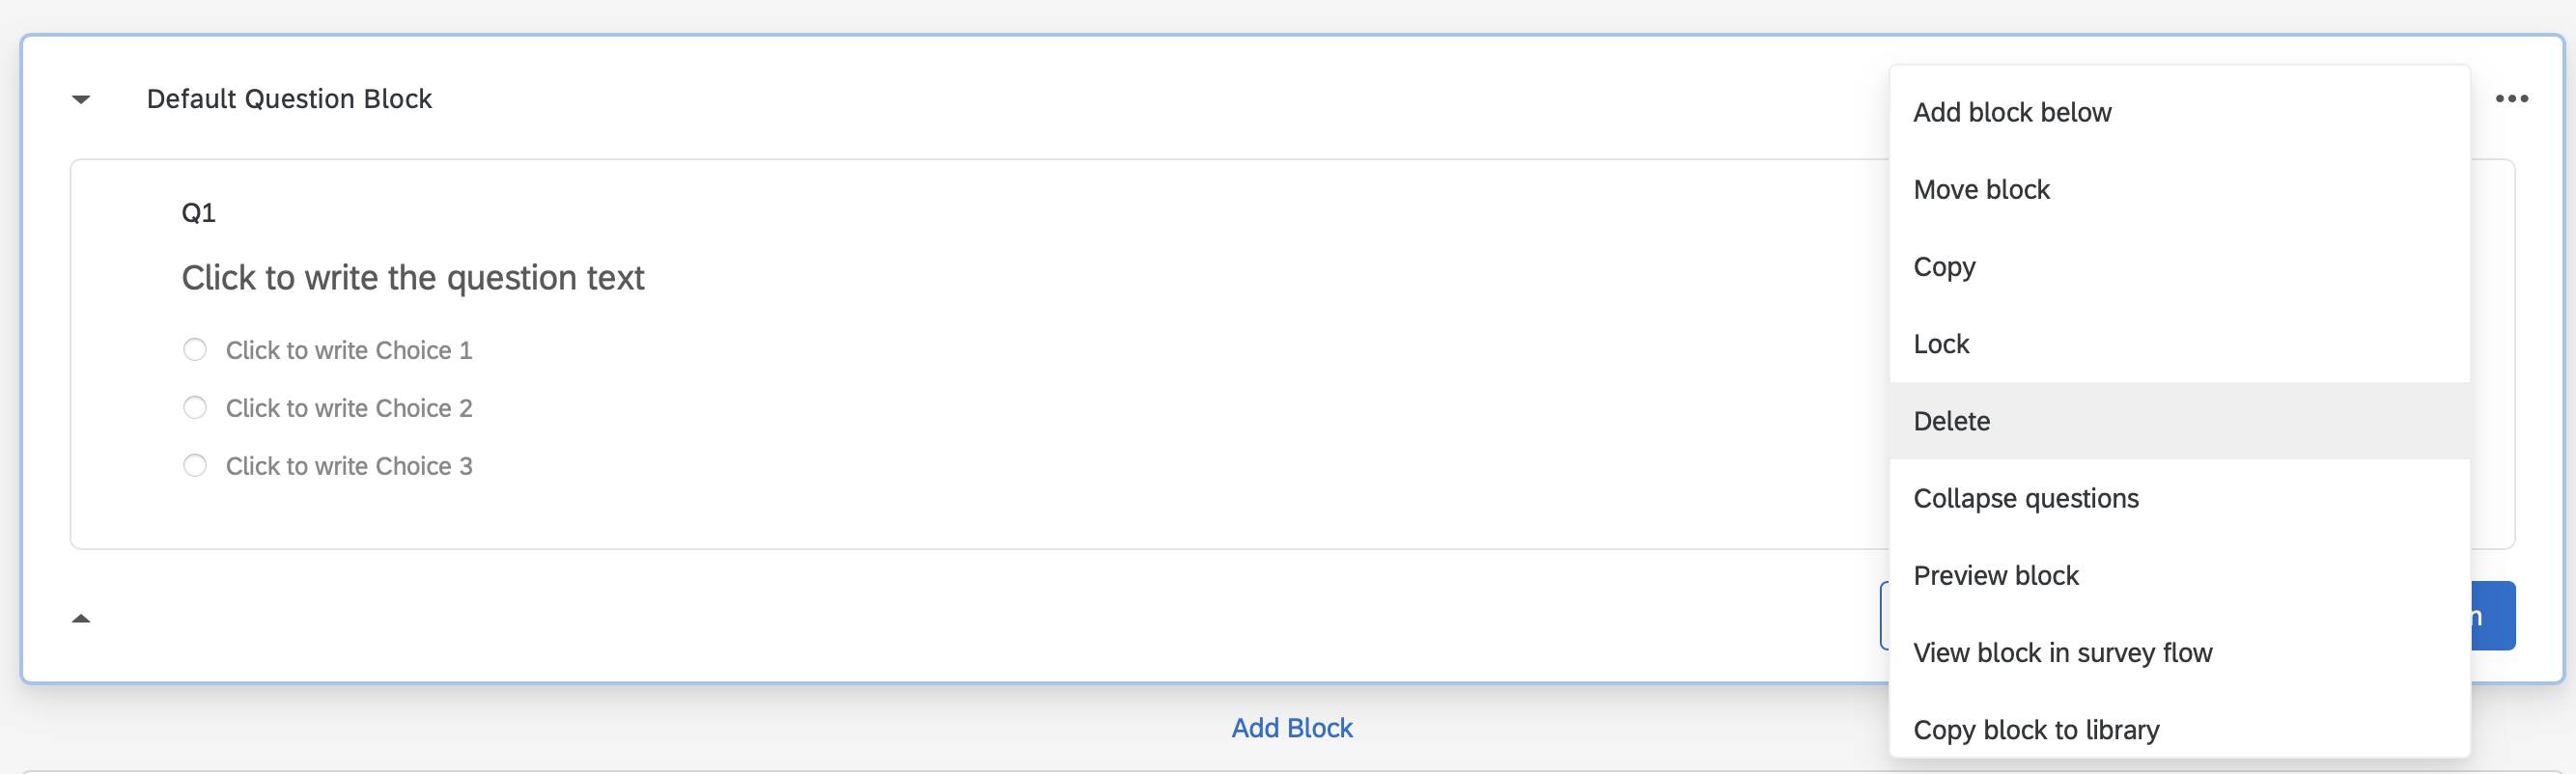 Default Question Block
Q1
Click to write the question text
Click to write Choice 1
Click to write Choice 2
Click to write Choice 3
Add block below
Move block
Copy
Lock
Delete
Collapse questions
Preview block
View block in survey flow
Copy block to library
Add Block